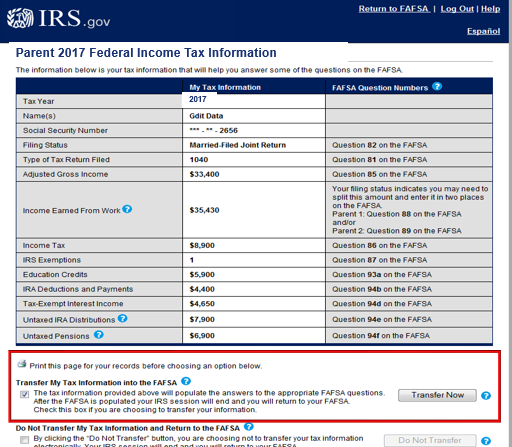 IRS.gov
Return to FAFSA | Log Out | Help
Español
Parent 2017 Federal Income Tax Information
The information below is your tax information that will help you answer some of the questions on the FAFSA.
My Tax Information FAFSA Question Numbers ?
Tax Year 2017
Name(s) Gdit Data
Social Security Number *** - ** - 2656
Filing Status Married-Filed Joint Return Question 82 on the FAFSA
Type of Tax Return Filed 1040 Question 81 on the FAFSA
Adjusted Gross Income $33,400 Question 85 on the FAFSA
Income Earned From Work ? $35,430 Your filing status indicates you may need to
split this amount and enter it in two places
on the FAFSA.
Parent 1: Question 88 on the FAFSA
and/or
Parent 2: Question 89 on the FAFSA
Income Tax $8,900 Question 86 on the FAFSA
IRS Exemptions 1 Question 87 on the FAFSA
Education Credits $5,900 Question 93a on the FAFSA
IRA Deductions and Payments $4,400 Question 94b on the FAFSA
Tax-Exempt Interest Income $4,650 Question 94d on the FAFSA
Untaxed IRA Distributions ? $7,900 Question 94e on the FAFSA
Untaxed Pensions ? $6,900 Question 94f on the FAFSA
Print this page for your records before choosing an option below.
Transfer My Tax Information into the FAFSA ?
The tax information provided above will populate the answers to the appropriate FAFSA questions.
After the FAFSA is populated your IRS session will end and you will return to your FAFSA.
Check this box if you are choosing to transfer your information.
Transfer Now ?
Do Not Transfer My Tax Information and Return to the FAFSA ?
By clicking the "Do Not Transfer" button, you are choosing not to transfer your tax information
electronically. Your IRS session will end and you will return to your FAFSA.
Do Not Transfer ?